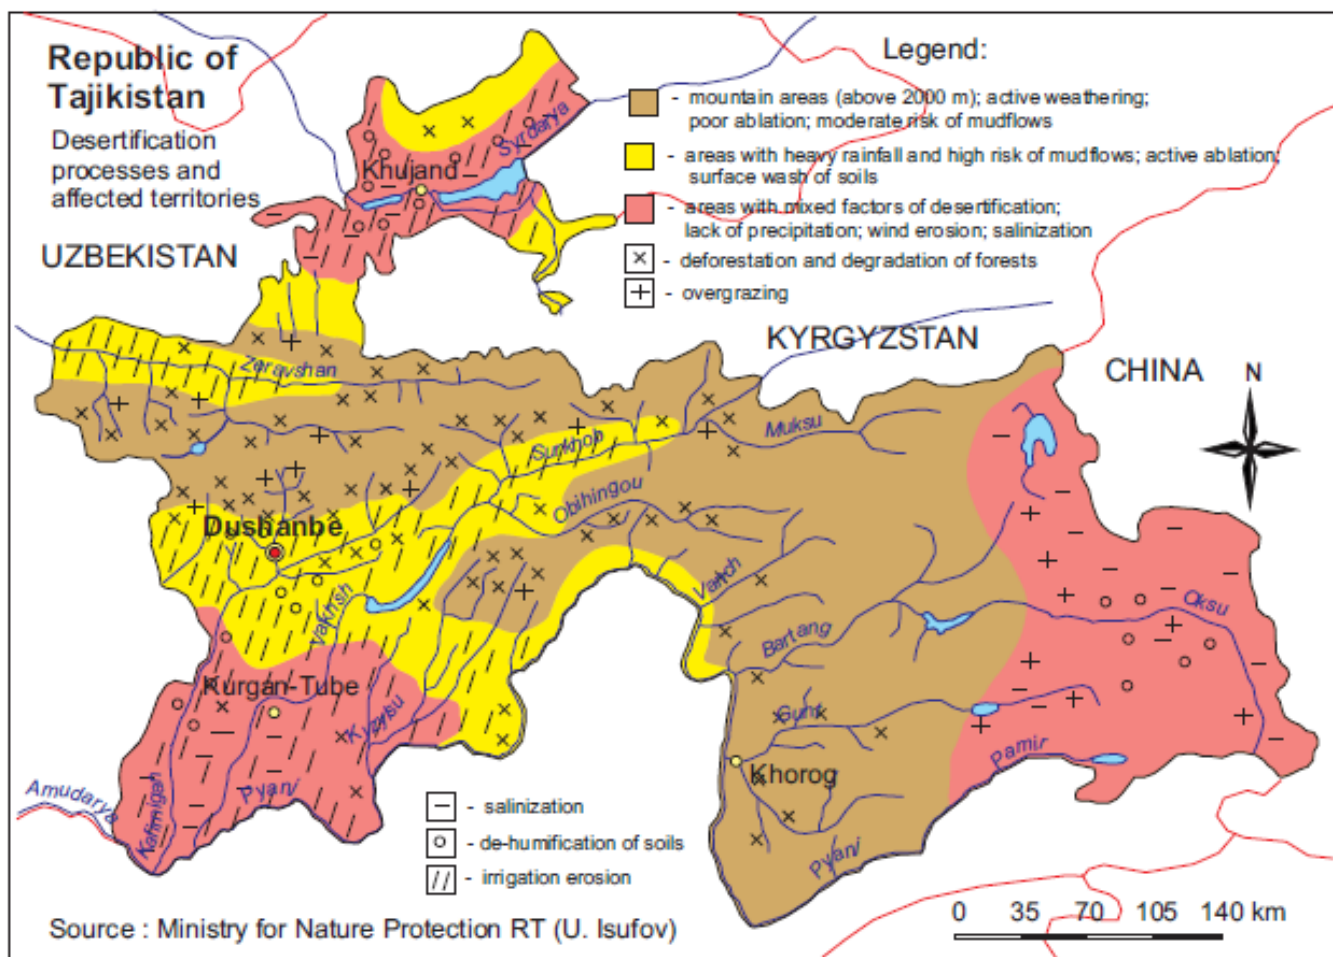 Republic of
Tajikistan
Desertification
processes and
affected territories
Legend:
- mountain areas (above 2000 m); active weathering;
poor ablation; moderate risk of mudflows
- areas with heavy rainfall and high risk of mudflows; active ablation;
surface wash of soils
- areas with mixed factors of desertification;
lack of precipitation; wind erosion; salinization
- deforestation and degradation of forests
- overgrazing
Syrdarya
Khujand
UZBEKISTAN
KYRGYZSTAN
CHINA
N
Zeravshan
Surkhob
Muksu
Obihingou
Dushanbe
Vakhsh
Vanch
Bartang
Oksu
Kurgan-Tube
Kyzylsu
Gunt
Pamir
Khorog
Amudarya
Kafirnigan
Pyanj
Pyanj
- salinization
- de-humification of soils
- irrigation erosion
Source : Ministry for Nature Protection RT (U. Isufov)
0 35 70 105 140 km